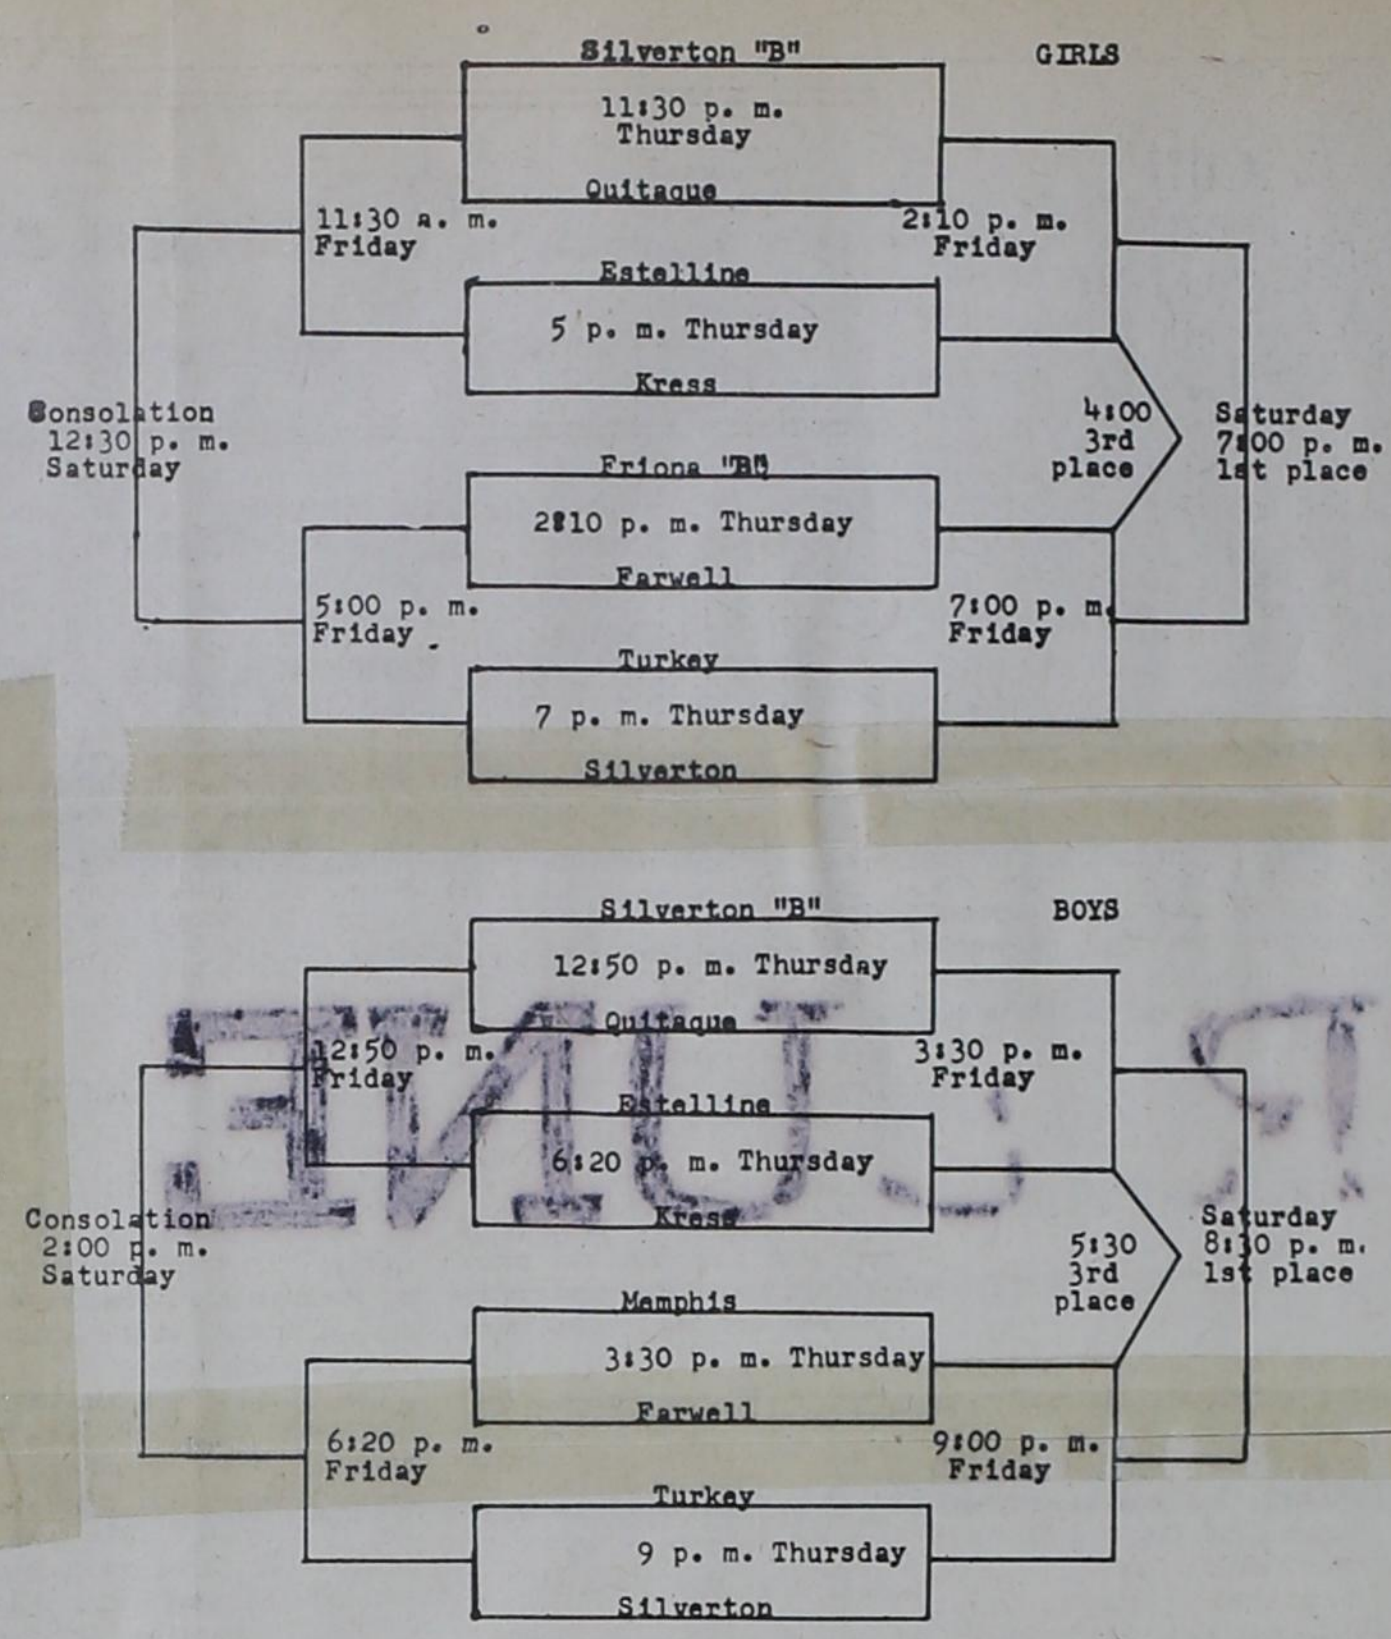 Silverton "B"
GIRLS
11:30 p. m.
Thursday
Quitaque
11:30 a. m.
Friday
2:10 p. m.
Friday
Estelline
5 p. m. Thursday
Kress
Consolation
12:30 p. m.
Saturday
4:00
3rd
place
Saturday
7:00 p. m.
1st place
Friona "B"
2:10 p. m. Thursday
Farwell
5:00 p. m.
Friday
7:00 p. m.
Friday
Turkey
7 p. m. Thursday
Silverton
Silverton "B"
BOYS
12:50 p. m. Thursday
Quitaque
12:50 p. m.
Friday
3:30 p. m.
Friday
Estelline
6:20 p. m. Thursday
Kress
Consolation
2:00 p. m.
Saturday
5:30
3rd
place
Saturday
8:30 p. m.
1st place
Memphis
3:30 p. m. Thursday
Farwell
6:20 p. m.
Friday
9:00 p. m.
Friday
Turkey
9 p. m. Thursday
Silverton